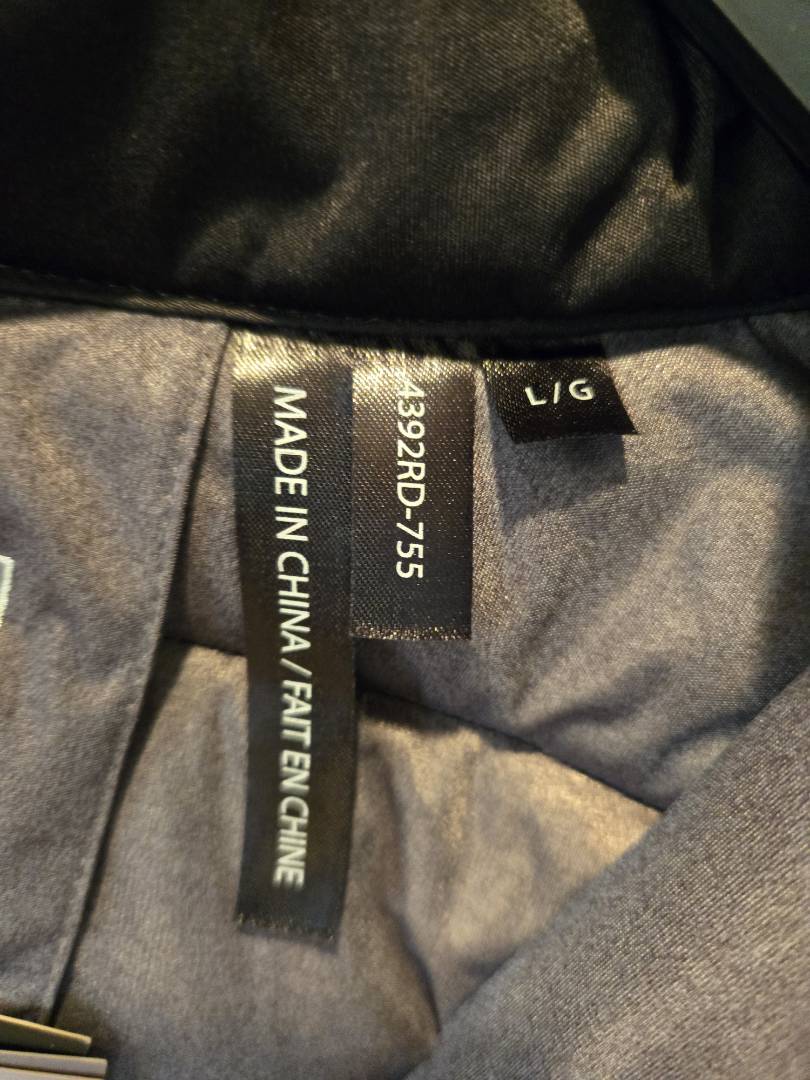 MADE IN CHINA / FAIT EN CHINE
4392RD-755
L/G